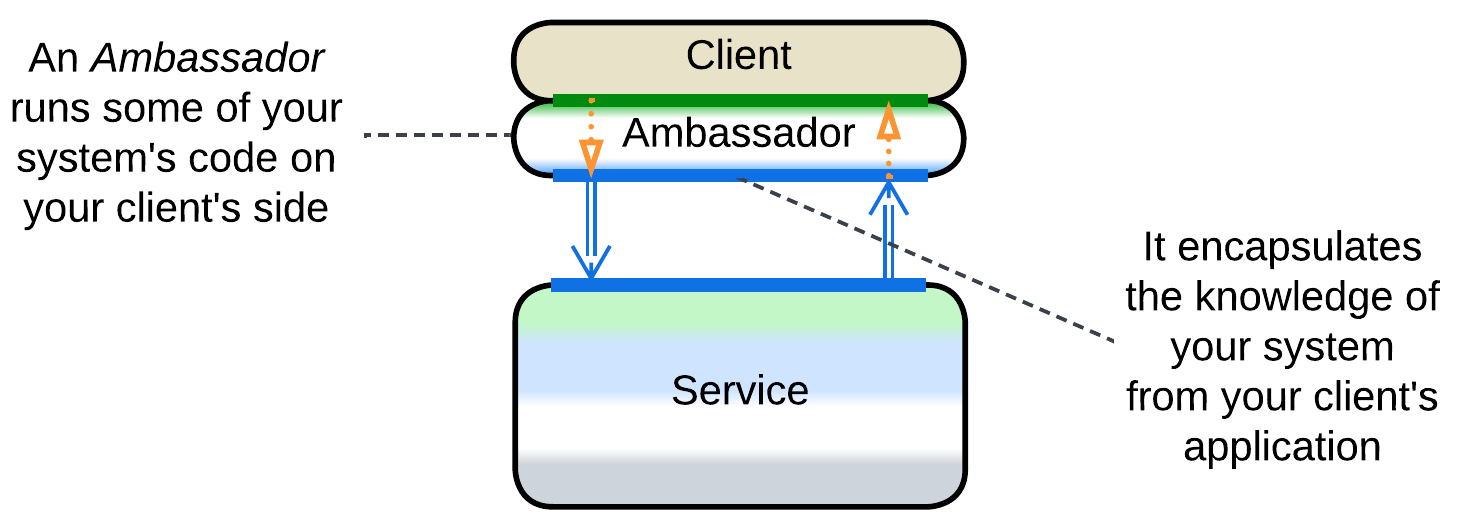 An Ambassador
runs some of your
system's code on
your client's side
Client
Ambassador
Service
It encapsulates
the knowledge of
your system
from your client's
application